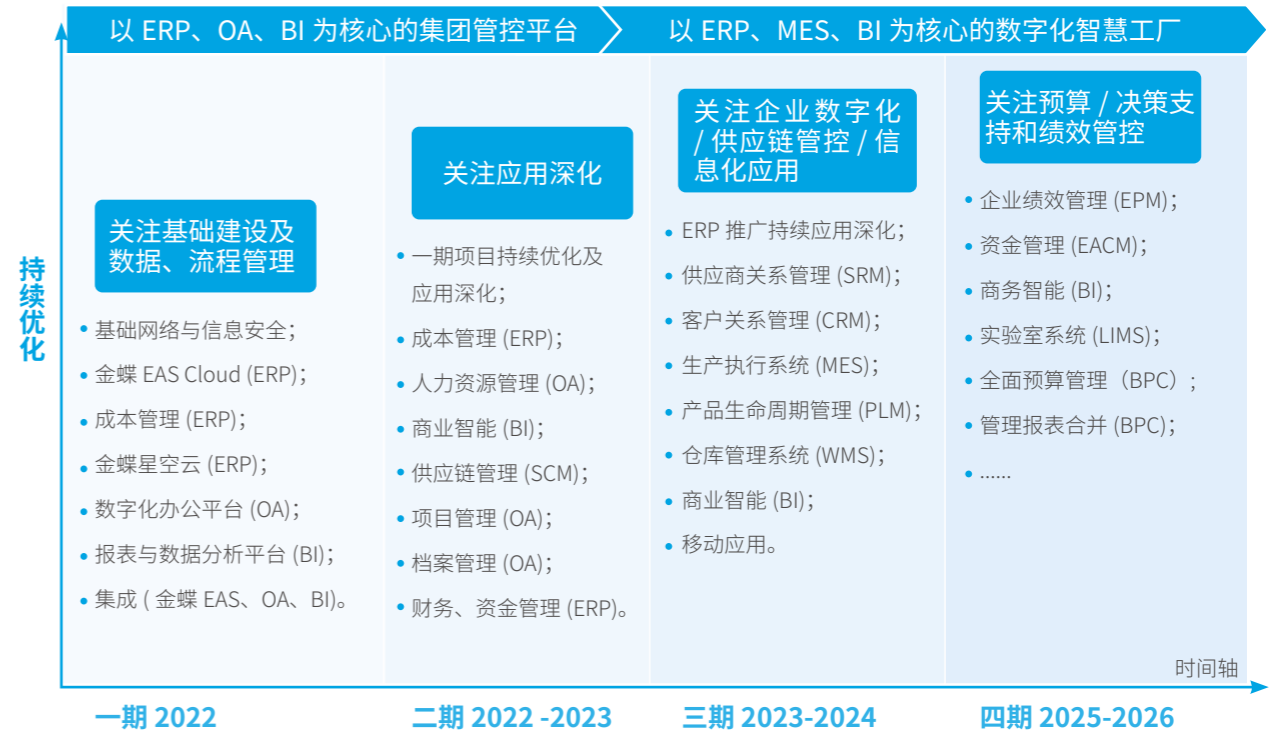 以 ERP、OA、BI 为核心的集团管控平台
以 ERP、MES、BI 为核心的数字化智慧工厂
持续优化
关注基础建设及
数据、流程管理
基础网络与信息安全；
金蝶 EAS Cloud (ERP)；
成本管理 (ERP)；
金蝶星空云 (ERP)；
数字化办公平台 (OA)；
报表与数据分析平台 (BI)；
集成 ( 金蝶 EAS、OA、BI)。
关注应用深化
一期项目持续优化及
应用深化；
成本管理 (ERP)；
人力资源管理 (OA)；
商业智能 (BI)；
供应链管理 (SCM)；
项目管理 (OA)；
档案管理 (OA)；
财务、资金管理 (ERP)。
关注企业数字化
/ 供应链管控 / 信
息化应用
ERP 推广持续应用深化；
供应商关系管理 (SRM)；
客户关系管理 (CRM)；
生产执行系统 (MES)；
产品生命周期管理 (PLM)；
仓库管理系统 (WMS)；
商业智能 (BI)；
移动应用。
关注预算 / 决策支
持和绩效管控
企业绩效管理 (EPM)；
资金管理 (EACM)；
商务智能 (BI)；
实验室系统 (LIMS)；
全面预算管理（BPC）;
管理报表合并 (BPC)；
......
时间轴
一期 2022
二期 2022 -2023
三期 2023-2024
四期 2025-2026